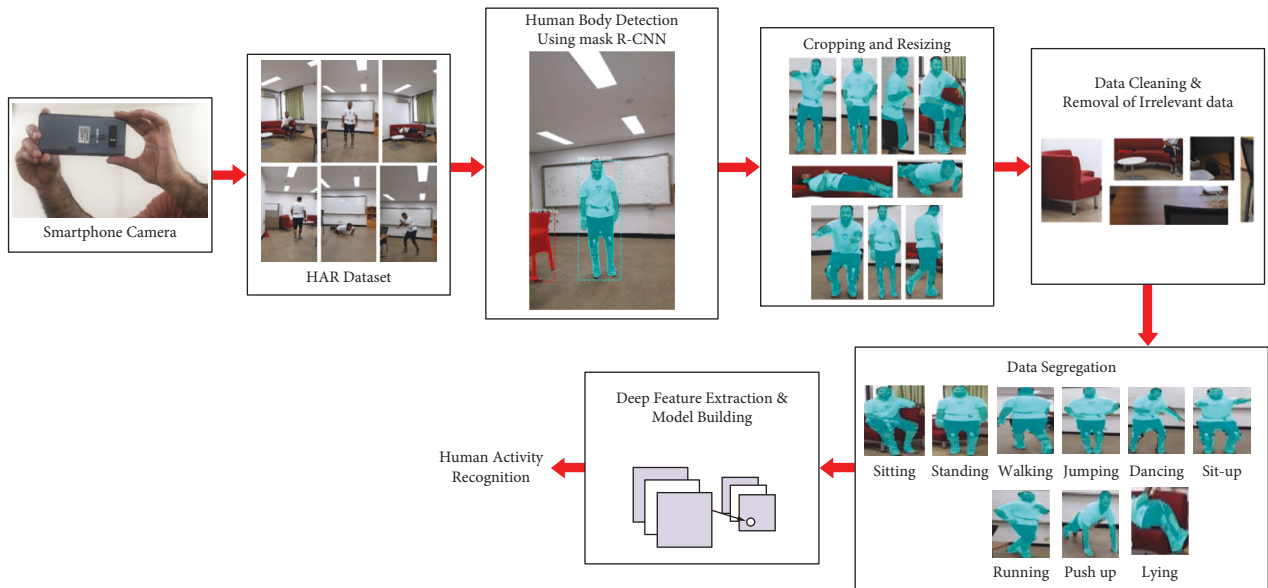 Smartphone Camera
HAR Dataset
Human Body Detection
Using mask R-CNN
Cropping and Resizing
Data Cleaning &
Removal of Irrelevant data
Data Segregation
Sitting
Standing
Walking
Jumping
Dancing
Sit-up
Running
Push up
Lying
Deep Feature Extraction &
Model Building
Human Activity
Recognition